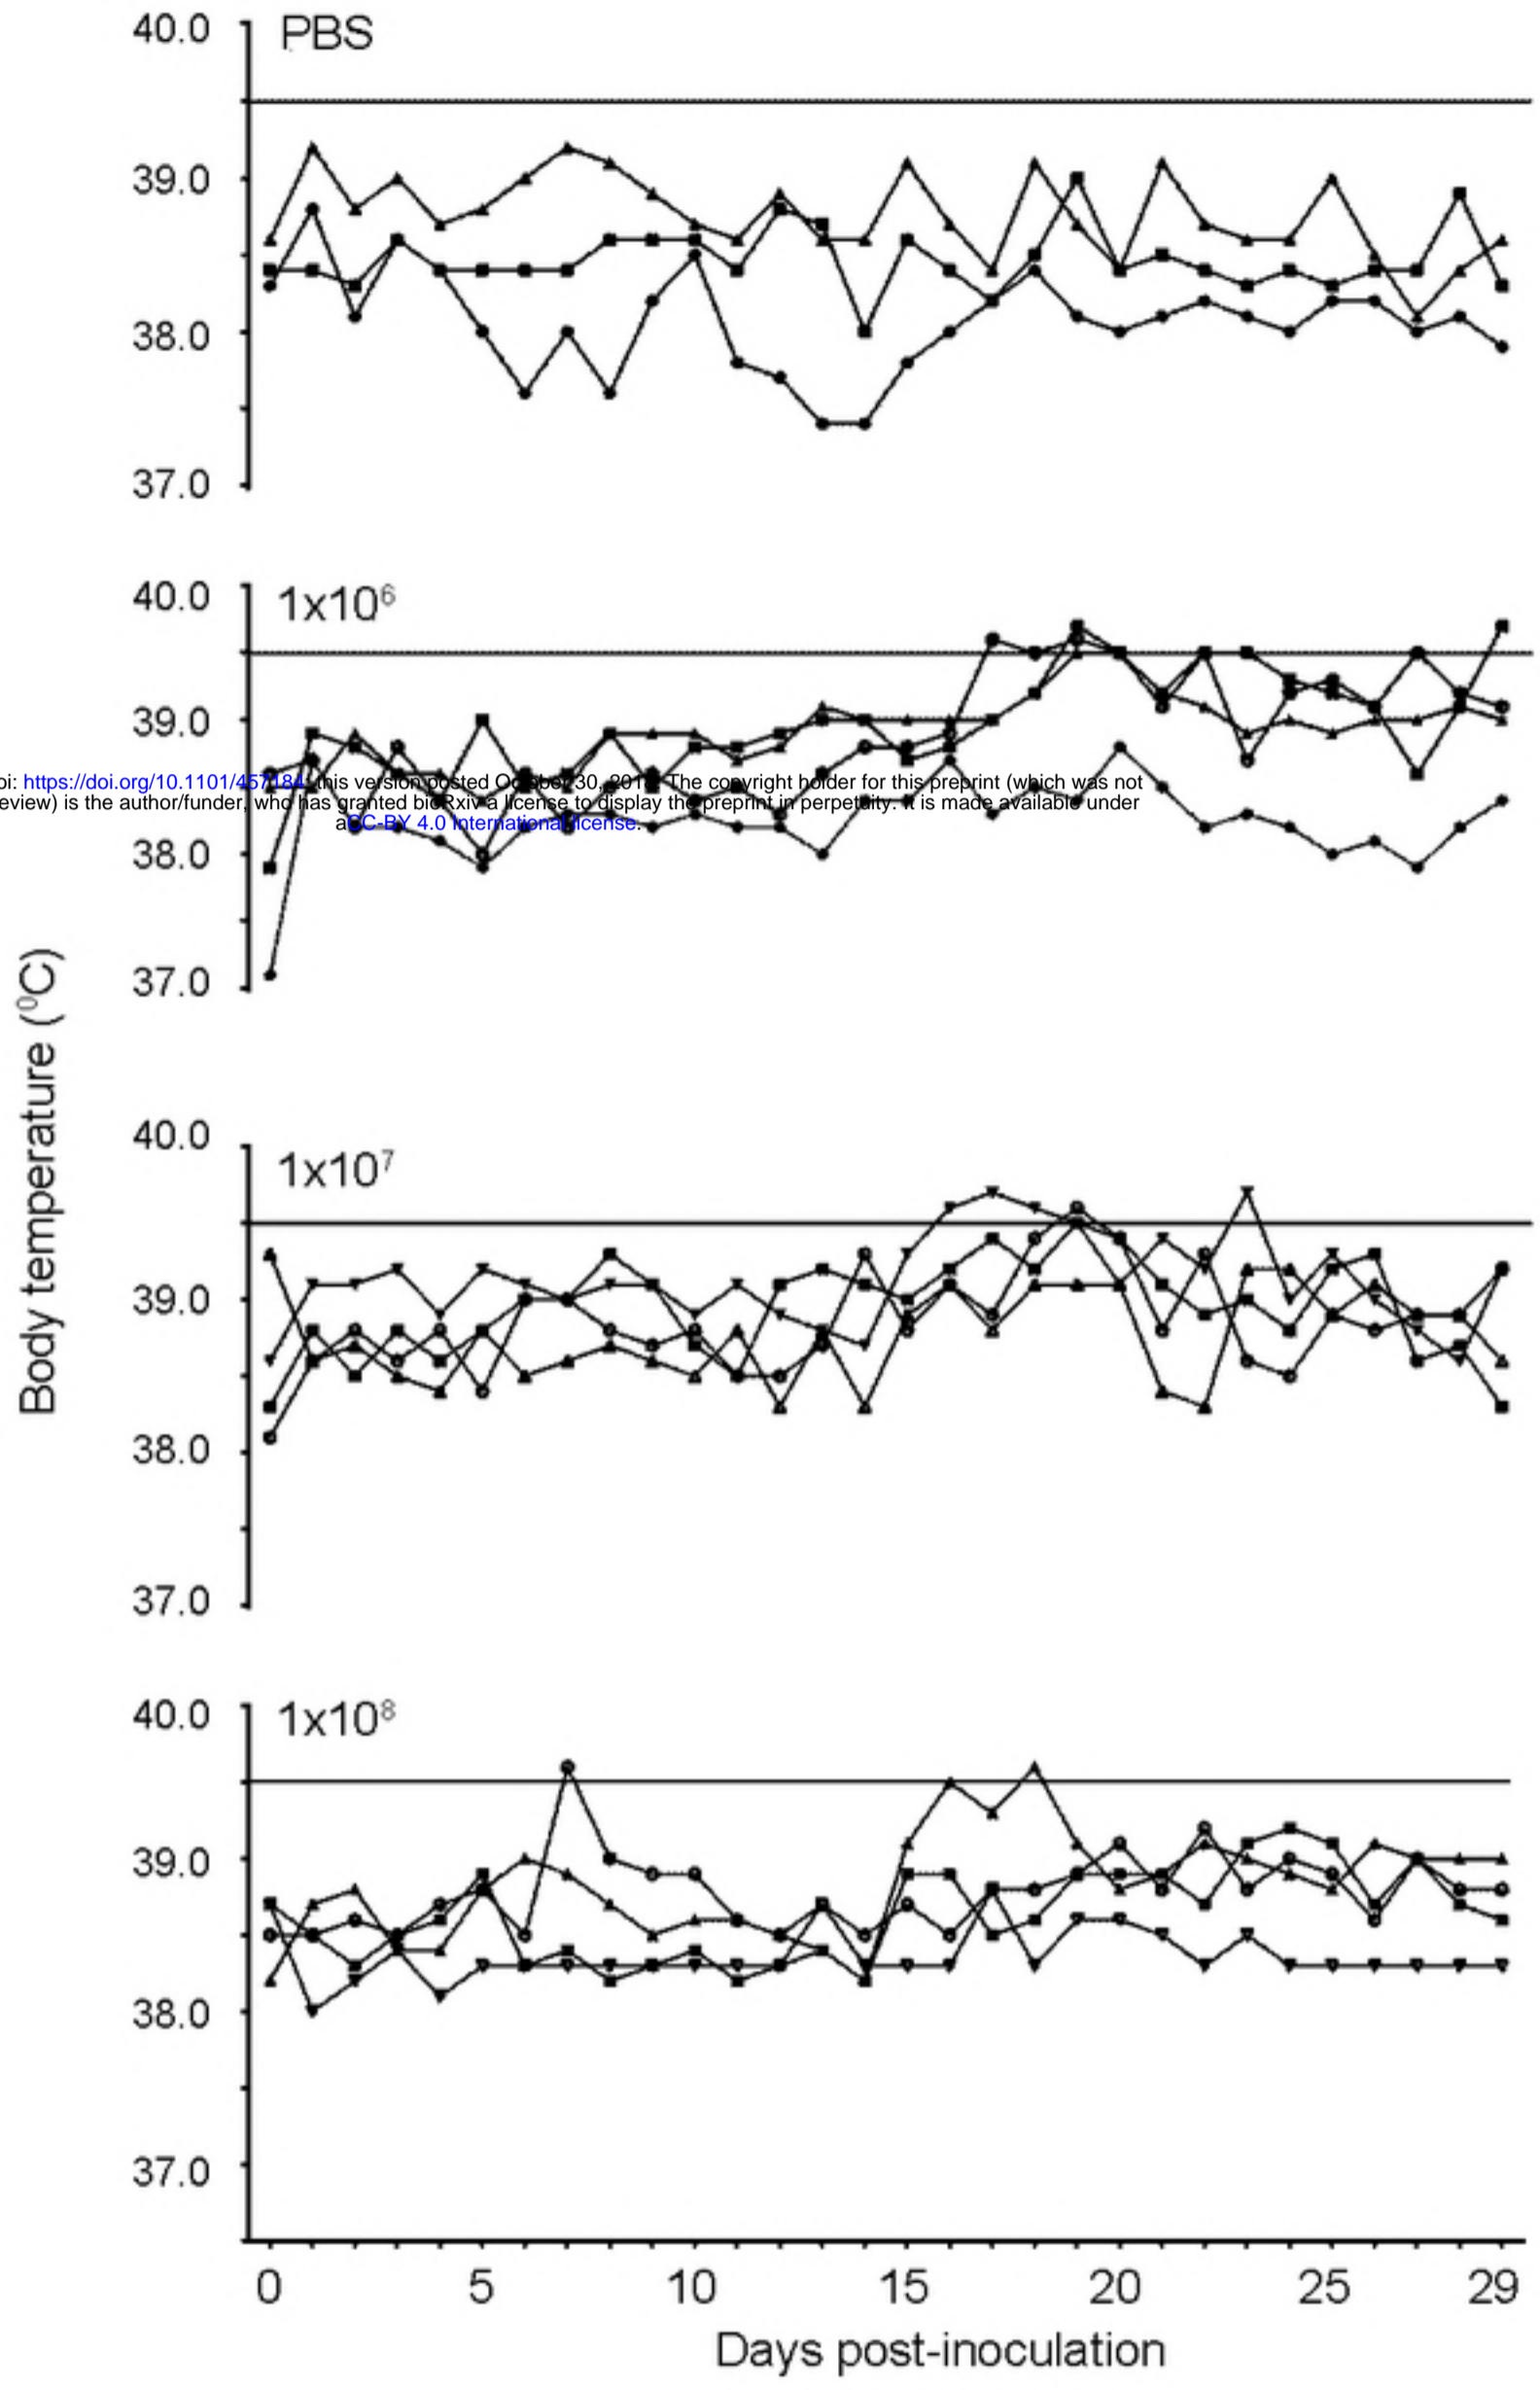 40.0
PBS
39.0
38.0
37.0
40.0
1x10⁶
39.0
oi: https://doi.org/10.1101/457184; this version posted October 30, 2018. The copyright holder for this preprint (which was not
eview) is the author/funder, who has granted bioRxiv a license to display the preprint in perpetuity. It is made available under
aCC-BY 4.0 International license.
38.0
37.0
Body temperature (⁰C)
40.0
1x10⁷
39.0
38.0
37.0
40.0
1x10⁸
39.0
38.0
37.0
0 5 10 15 20 25 29
Days post-inoculation